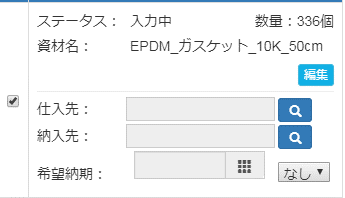 ステータス： 入力中 数量：336個
資材名： EPDM_ガスケット_10K_50cm
編集
仕入先：
納入先：
希望納期： なし